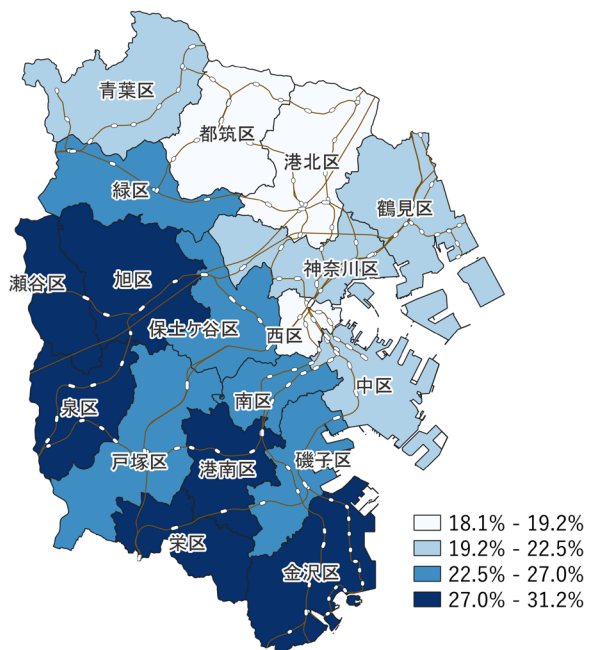 青葉区
都筑区
港北区
緑区
鶴見区
瀬谷区
旭区
神奈川区
保土ケ谷区
西区
中区
泉区
南区
戸塚区
港南区
磯子区
栄区
金沢区
18.1% - 19.2%
19.2% - 22.5%
22.5% - 27.0%
27.0% - 31.2%